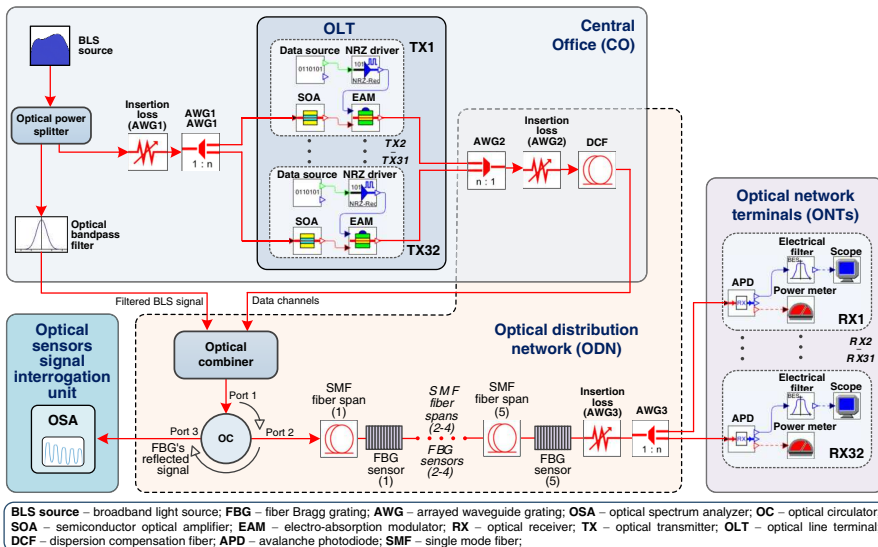 BLS
source
Optical power
splitter
Insertion
loss
(AWG1)
AWG1
AWG1
1 : n
Optical
bandpass
filter
OLT
Data source
NRZ driver
TX1
0110101
101
NRZ-Rec
SOA
EAM
TX2
–
TX31
Data source
NRZ driver
0110101
101
NRZ-Rec
SOA
EAM
TX32
Central
Office (CO)
AWG2
n : 1
Insertion
loss
(AWG2)
DCF
Filtered BLS signal
Data channels
Optical network
terminals (ONTs)
Electrical
filter
Scope
BES
APD
RX
Power meter
RX1
RX2
–
RX31
Electrical
filter
Scope
BES
APD
RX
Power meter
RX32
Optical
sensors
signal
interrogation
unit
OSA
Optical
combiner
Port 1
Port 3
OC
Port 2
FBG's
reflected
signal
Optical distribution
network (ODN)
SMF
fiber span
(1)
FBG
sensor
(1)
SMF
fiber
spans
(2-4)
FBG
sensors
(2-4)
SMF
fiber span
(5)
FBG
sensor
(5)
Insertion
loss
(AWG3)
AWG3
1 : n
BLS source – broadband light source; FBG – fiber Bragg grating; AWG – arrayed waveguide grating; OSA – optical spectrum analyzer; OC – optical circulator
SOA – semiconductor optical amplifier; EAM – electro-absorption modulator; RX – optical receiver; TX – optical transmitter; OLT – optical line terminal
DCF – dispersion compensation fiber; APD – avalanche photodiode; SMF – single mode fiber;